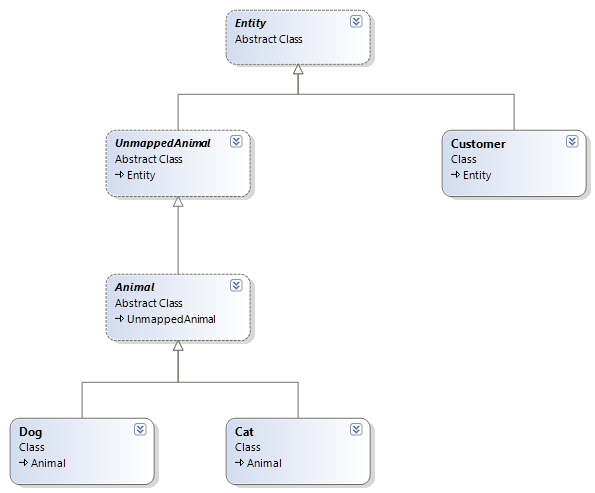 Entity
Abstract Class
UnmappedAnimal
Abstract Class
Entity
Customer
Class
Entity
Animal
Abstract Class
UnmappedAnimal
Dog
Class
Animal
Cat
Class
Animal